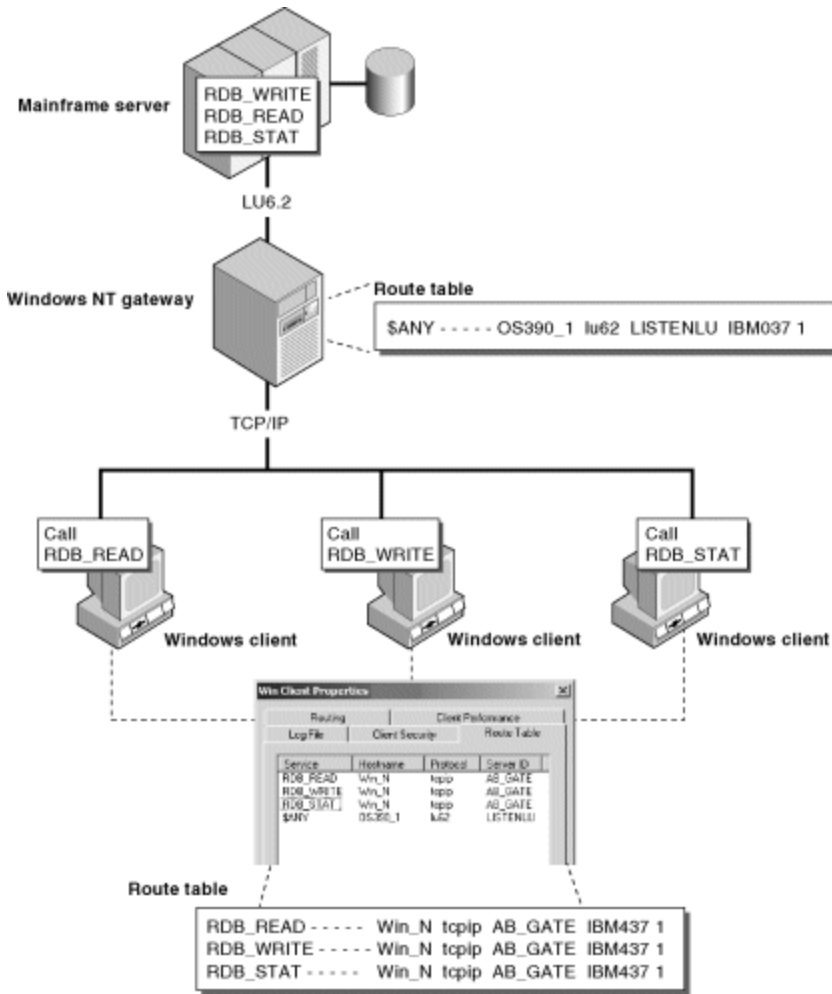 Mainframe server
RDB_WRITE
RDB_READ
RDB_STAT
LU6.2
Windows NT gateway
Route table
$ANY - - - - - OS390_1 lu62 LISTENLU IBM037 1
TCP/IP
Call
RDB_READ
Call
RDB_WRITE
Call
RDB_STAT
Windows client
Windows client
Windows client
Win Client Properties
Routing Client Performance
Log File Client Security Route Table
Service Hostname Protocol Server ID
RDB_READ Win_N tcpip AB_GATE
RDB_WRITE Win_N tcpip AB_GATE
RDB_STAT Win_N tcpip AB_GATE
$ANY OS390_1 lu62 LISTENLU
Route table
RDB_READ - - - - - Win_N tcpip AB_GATE IBM437 1
RDB_WRITE - - - - - Win_N tcpip AB_GATE IBM437 1
RDB_STAT - - - - - Win_N tcpip AB_GATE IBM437 1